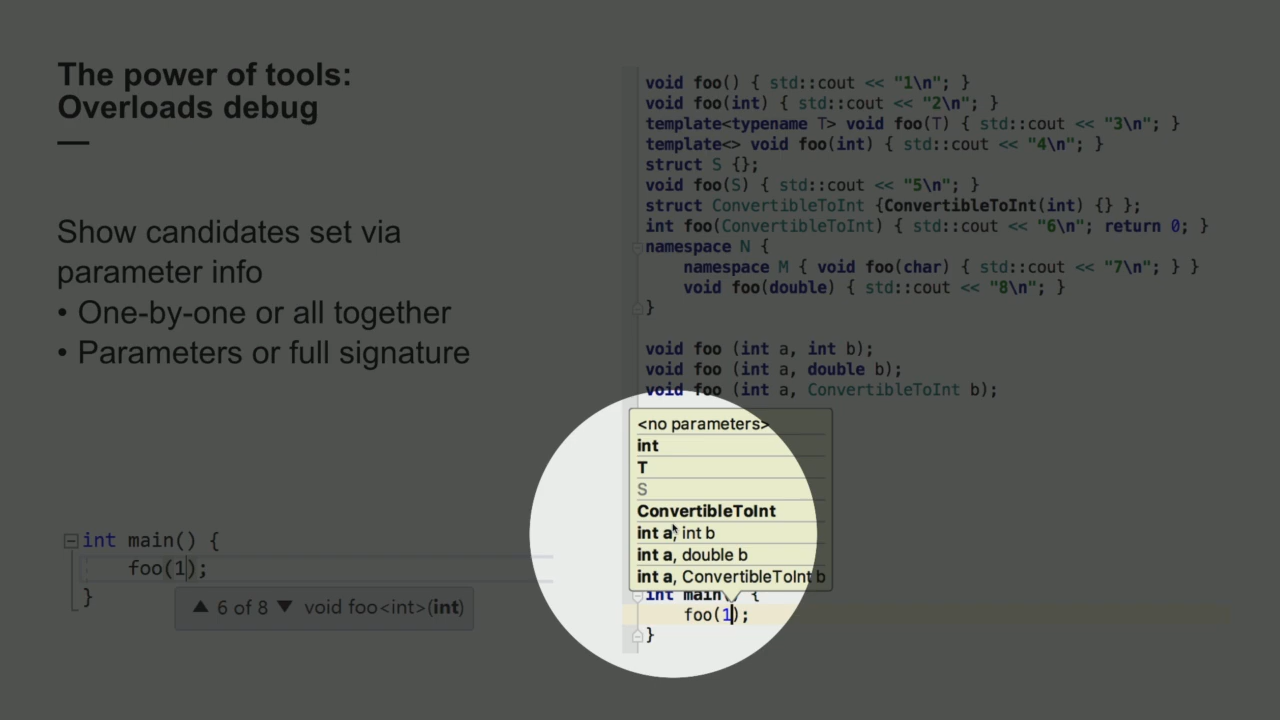 The power of tools:
Overloads debug
Show candidates set via
parameter info
• One-by-one or all together
• Parameters or full signature
int main() {
foo(1);
}
▲ 6 of 8 ▼ void foo<int>(int)
void foo() { std::cout << "1\n"; }
void foo(int) { std::cout << "2\n"; }
template<typename T> void foo(T) { std::cout << "3\n"; }
template<> void foo(int) { std::cout << "4\n"; }
struct S {};
void foo(S) { std::cout << "5\n"; }
struct ConvertibleToInt {ConvertibleToInt(int) {} };
int foo(ConvertibleToInt) { std::cout << "6\n"; return 0; }
namespace N {
namespace M { void foo(char) { std::cout << "7\n"; } }
void foo(double) { std::cout << "8\n"; }
}
void foo (int a, int b);
void foo (int a, double b);
void foo (int a, ConvertibleToInt b);
<no parameters>
int
T
S
ConvertibleToInt
int a, int b
int a, double b
int a, ConvertibleToInt b
int main() {
foo(1);
}